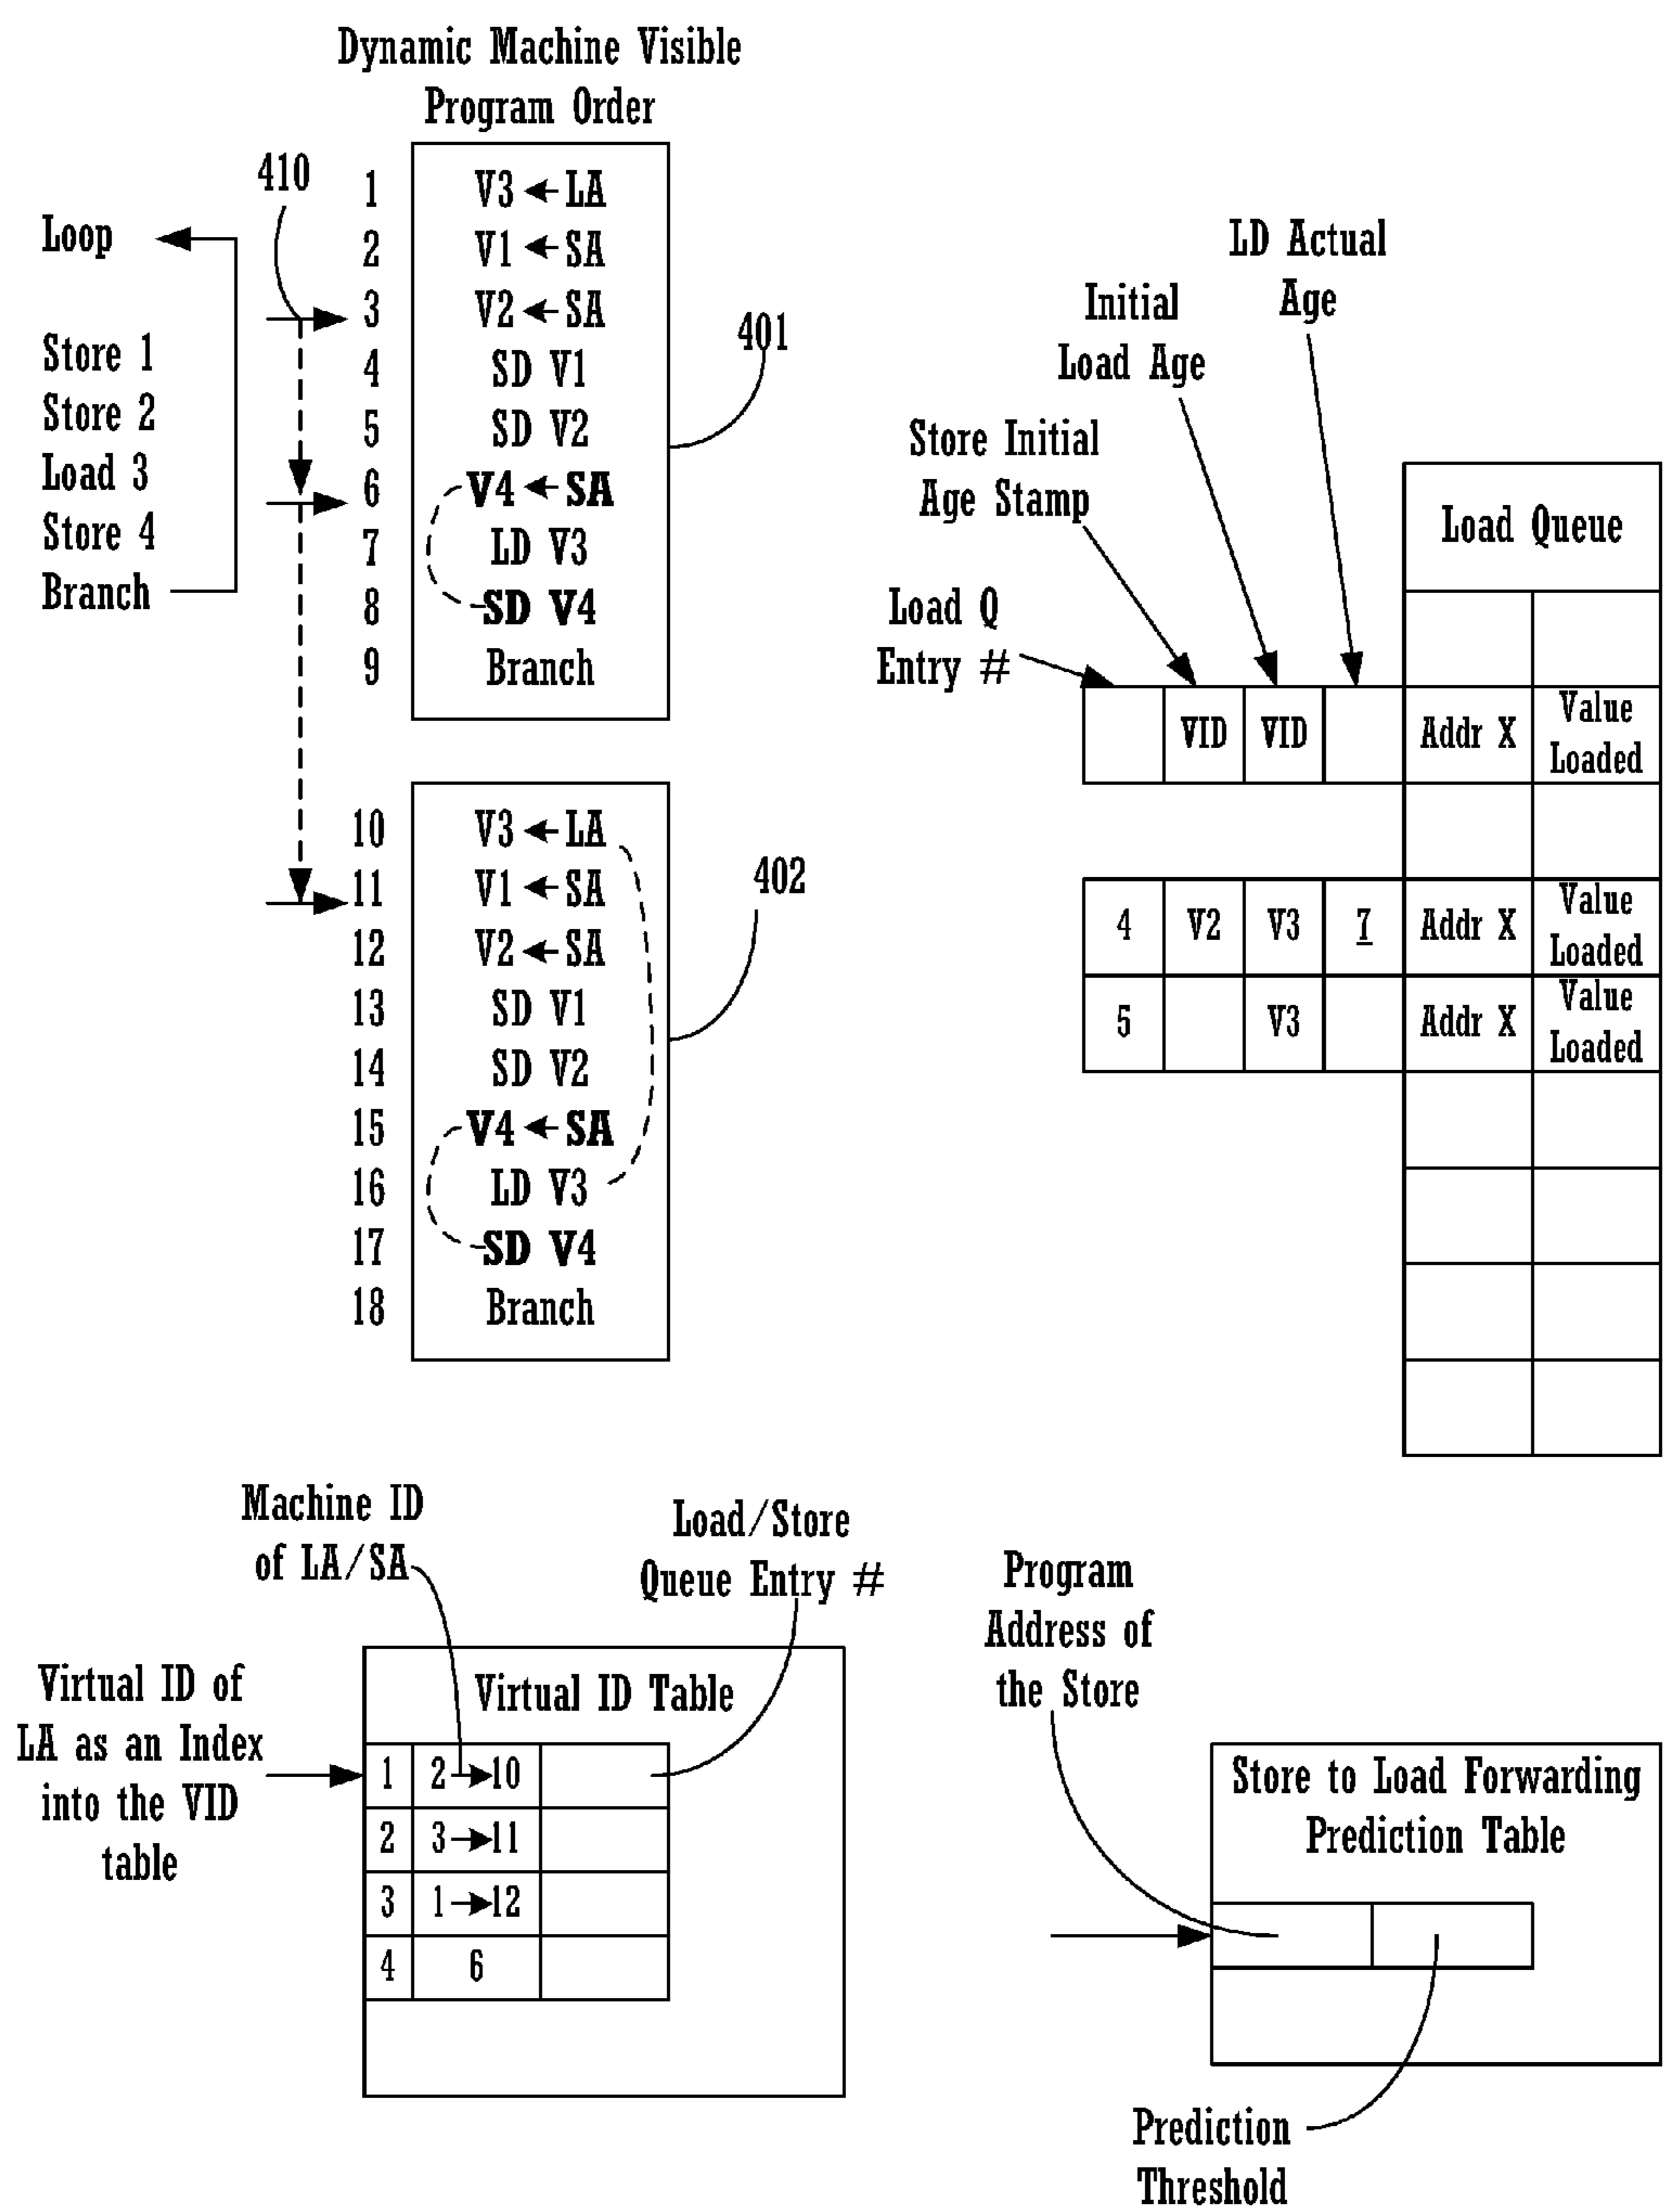 Dynamic Machine Visible
Program Order
410
Loop
Store 1
Store 2
Load 3
Store 4
Branch
1 V3 ← LA
2 V1 ← SA
3 V2 ← SA
4 SD V1
5 SD V2
6 V4 ← SA
7 LD V3
8 SD V4
9 Branch
401
10 V3 ← LA
11 V1 ← SA
12 V2 ← SA
13 SD V1
14 SD V2
15 V4 ← SA
16 LD V3
17 SD V4
18 Branch
402
LD Actual
Age
Initial
Load Age
Store Initial
Age Stamp
Load Q
Entry #
Load Queue
VID VID Addr X Value
Loaded
4 V2 V3 7 Addr X Value
Loaded
5 V3 Addr X Value
Loaded
Machine ID
of LA/SA
Load/Store
Queue Entry #
Virtual ID of
LA as an Index
into the VID
table
Virtual ID Table
1 2→10
2 3→11
3 1→12
4 6
Program
Address of
the Store
Store to Load Forwarding
Prediction Table
Prediction
Threshold